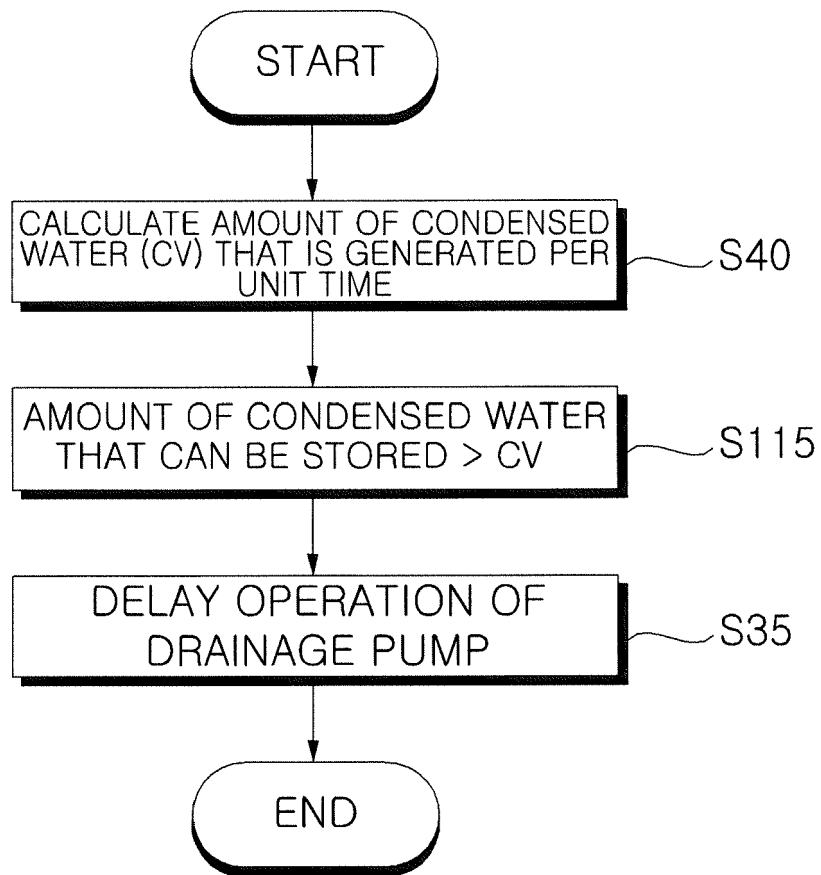 START
CALCULATE AMOUNT OF CONDENSED
WATER (CV) THAT IS GENERATED PER
UNIT TIME
S40
AMOUNT OF CONDENSED WATER
THAT CAN BE STORED > CV
S115
DELAY OPERATION OF
DRAINAGE PUMP
S35
END